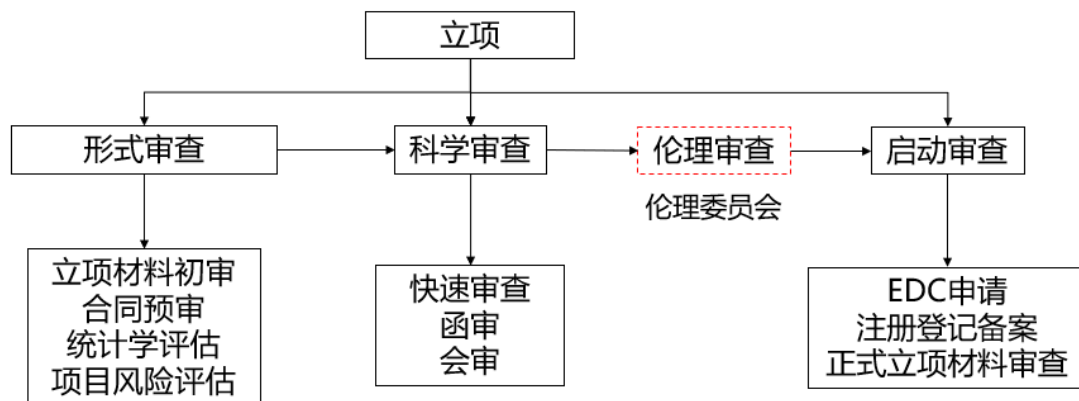 立项
形式审查
科学审查
伦理审查
启动审查
伦理委员会
立项材料初审
合同预审
统计学评估
项目风险评估
快速审查
函审
会审
EDC申请
注册登记备案
正式立项材料审查